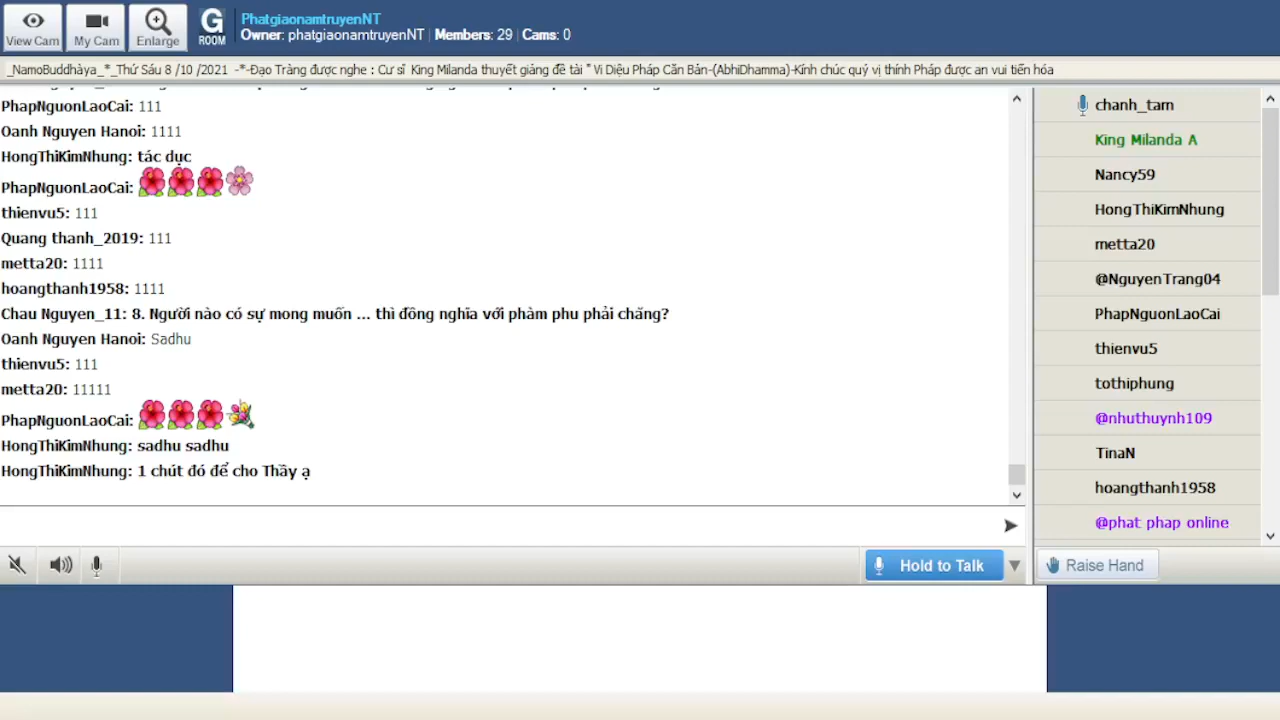 View Cam
My Cam
Enlarge
G
ROOM
PhatgiaonamtruyenNT
Owner: phatgiaonamtruyenNT | Members: 29 | Cams: 0
_NamoBuddhàya_*_Thứ Sáu 8 /10 /2021 -*-Đạo Tràng được nghe : Cư sĩ King Milanda thuyết giảng đề tài " Vi Diệu Pháp Căn Bản-(AbhiDhamma)-Kính chúc quý vị thính Pháp được an vui tiến hóa
PhapNguonLaoCai: 111
Oanh Nguyen Hanoi: 1111
HongThiKimNhung: tác dục
PhapNguonLaoCai:
thienvu5: 111
Quang thanh_2019: 111
metta20: 1111
hoangthanh1958: 1111
Chau Nguyen_11: 8. Người nào có sự mong muốn ... thì đồng nghĩa với phàm phu phải chăng?
Oanh Nguyen Hanoi: Sadhu
thienvu5: 111
metta20: 11111
PhapNguonLaoCai:
HongThiKimNhung: sadhu sadhu
HongThiKimNhung: 1 chút đó để cho Thầy ạ
chanh_tam
King Milanda A
Nancy59
HongThiKimNhung
metta20
@NguyenTrang04
PhapNguonLaoCai
thienvu5
tothiphung
@nhuthuynh109
TinaN
hoangthanh1958
@phat phap online
Hold to Talk
Raise Hand